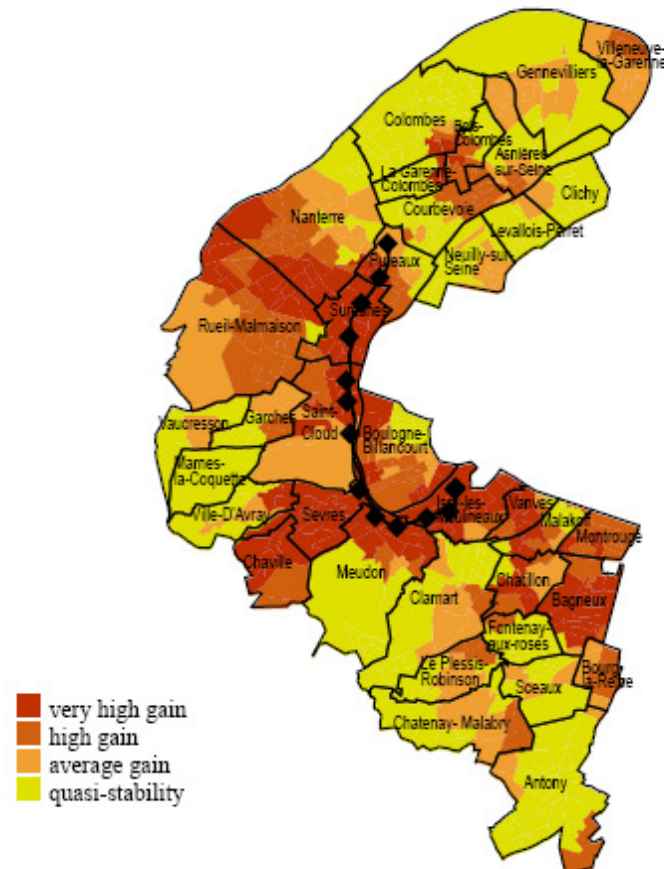 Villeneuve-
la-Garenne
Gennevilliers
Colombes
Bois-
Colombes
Asnières-
sur-Seine
La Garenne-
Colombes
Clichy
Courbevoie
Levallois-Perret
Nanterre
Neuilly-sur-
Seine
Puteaux
Suresnes
Rueil-Malmaison
Vaucresson
Garches
Saint-
Cloud
Boulogne-
Billancourt
Marnes-
la-Coquette
Ville-D'Avray
Sevres
Issy-les-
Moulineaux
Vanves
Malakoff
Montrouge
Chaville
Meudon
Chatillon
Clamart
Bagneux
Fontenay-
aux-roses
Le Plessis-
Robinson
Sceaux
Bourg-
la-Reine
Chatenay- Malabry
Antony
very high gain
high gain
average gain
quasi-stability